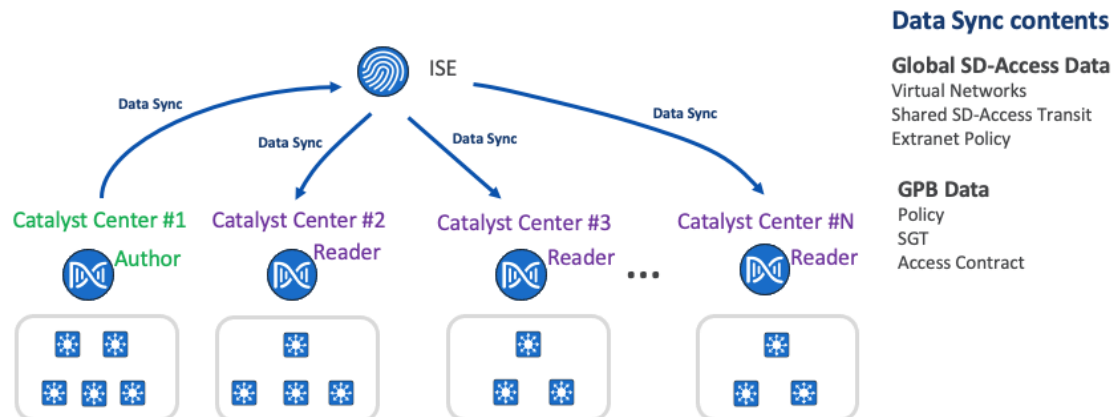 Data Sync contents
ISE
Global SD-Access Data
Virtual Networks
Shared SD-Access Transit
Extranet Policy
Data Sync
Data Sync
Data Sync
Data Sync
GPB Data
Policy
SGT
Access Contract
Catalyst Center #1
Author
Catalyst Center #2
Reader
Catalyst Center #3
Reader
...
Catalyst Center #N
Reader